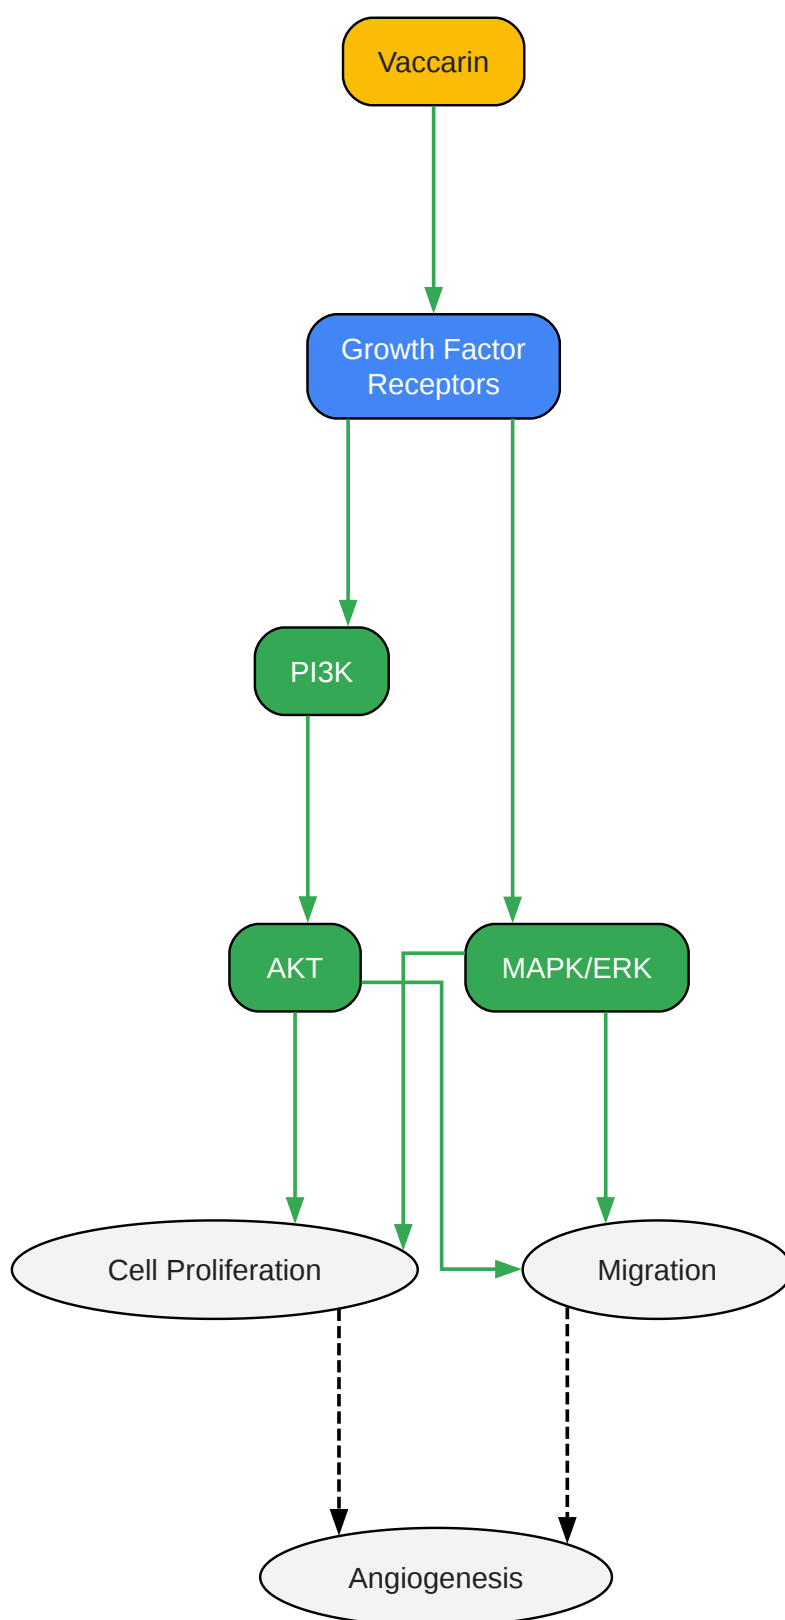 Vaccarin
Growth Factor
Receptors
PI3K
AKT
MAPK/ERK
Cell Proliferation
Migration
Angiogenesis